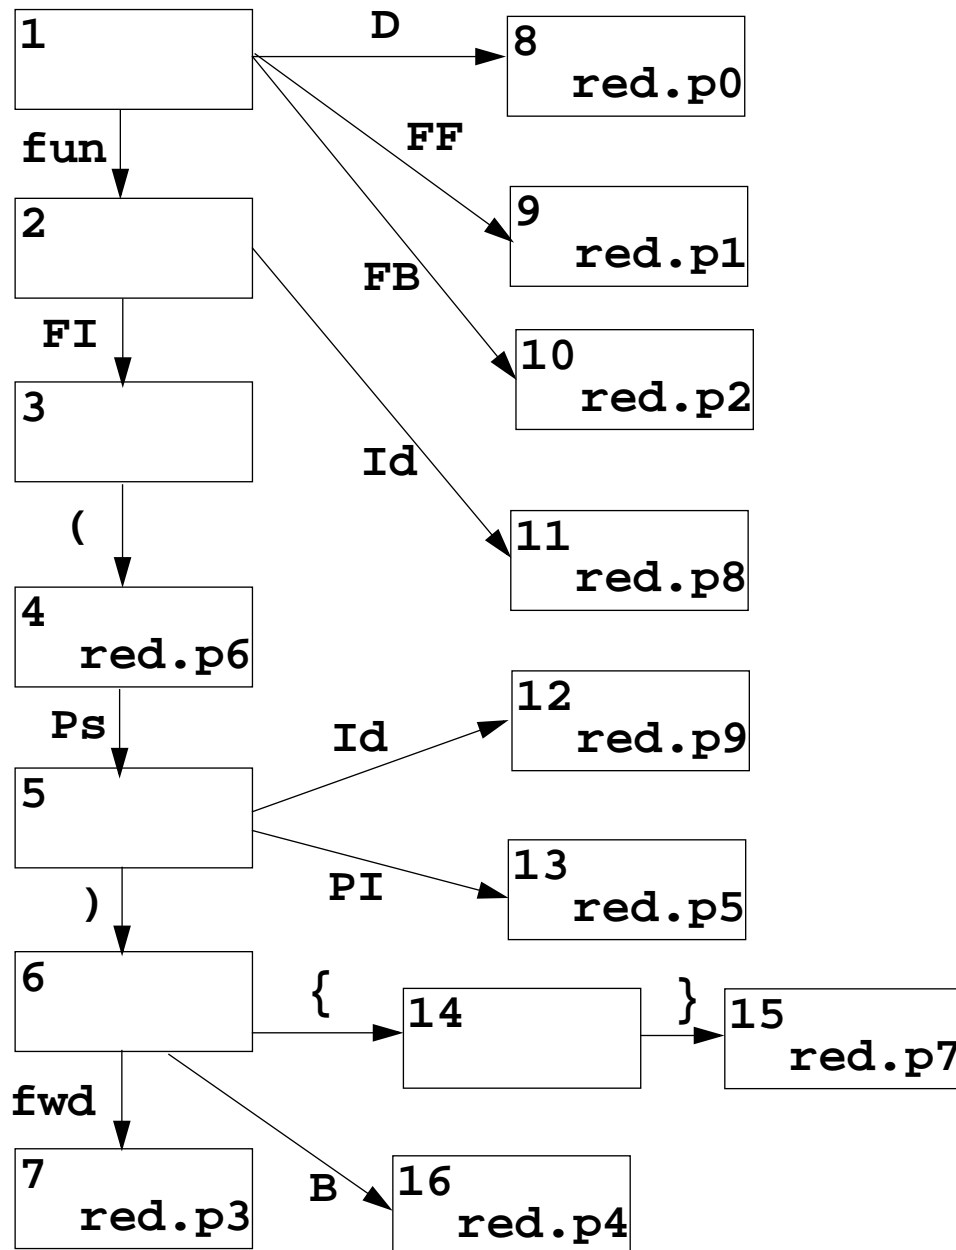 1
D
8
red.p0
fun
FF
2
9
red.p1
FB
FI
10
red.p2
3
Id
(
11
red.p8
4
red.p6
Ps
12
red.p9
Id
5
13
red.p5
PI
)
6
{
14
}
15
red.p7
fwd
7
red.p3
B
16
red.p4